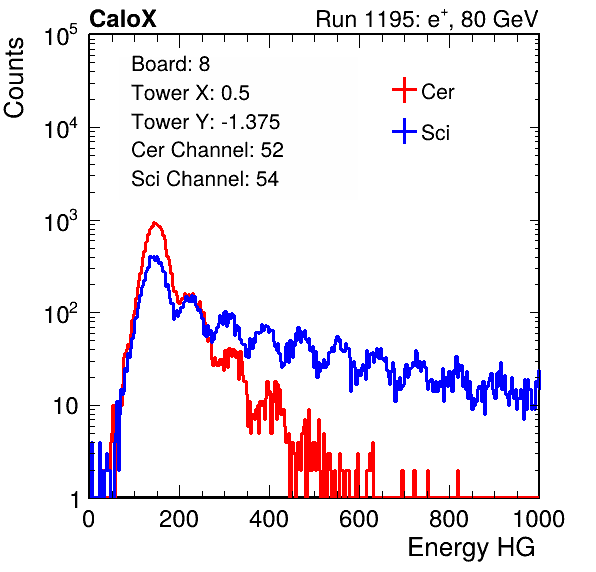 CaloX Run 1195: e⁺, 80 GeV
Counts
10⁵
10⁴
10³
10²
10
1
Board: 8
Tower X: 0.5
Tower Y: -1.375
Cer Channel: 52
Sci Channel: 54
Cer
Sci
0 200 400 600 800 1000
Energy HG